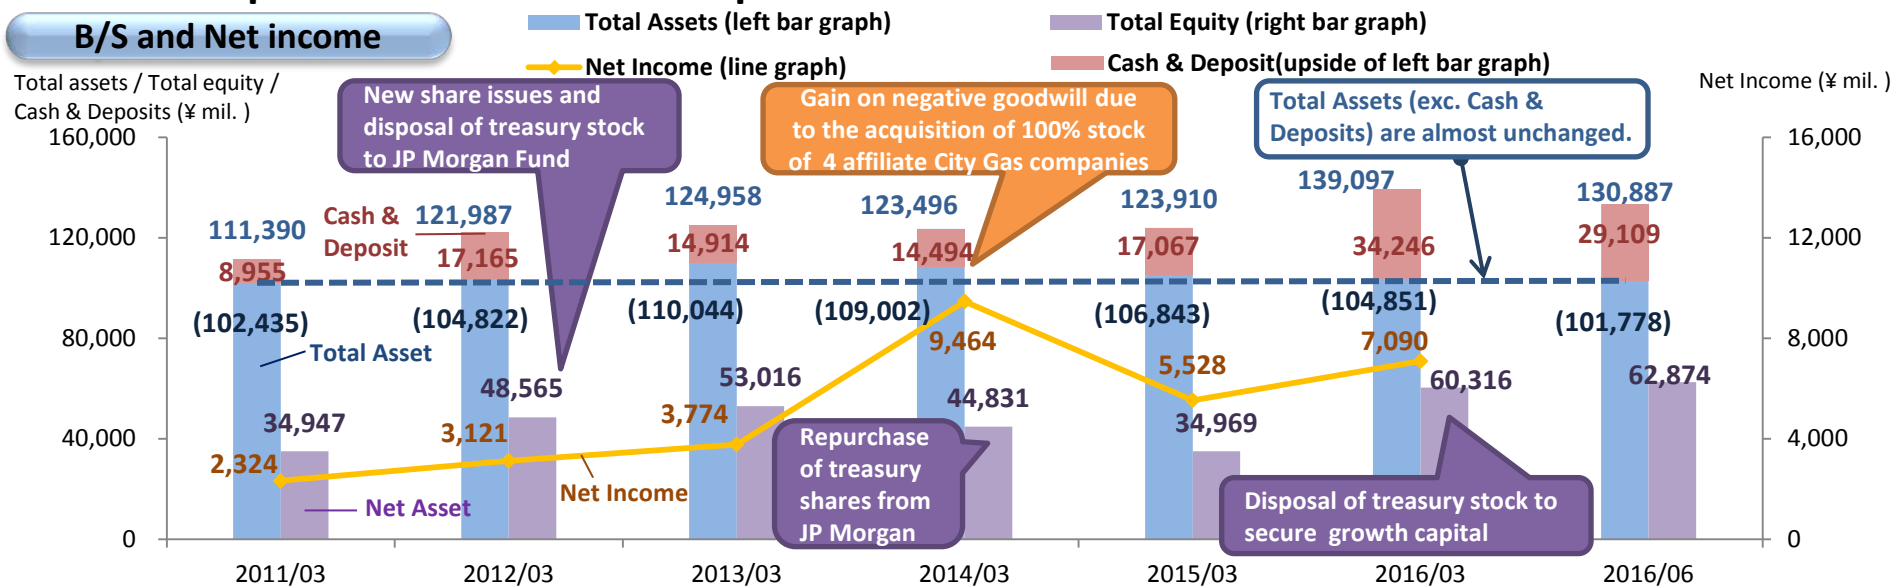 B/S and Net income
Total Assets (left bar graph)
Total Equity (right bar graph)
Net Income (line graph)
Cash & Deposit(upside of left bar graph)
Total assets / Total equity /
Cash & Deposits (¥ mil. )
Net Income (¥ mil. )
New share issues and
disposal of treasury stock
to JP Morgan Fund
Gain on negative goodwill due
to the acquisition of 100% stock
of 4 affiliate City Gas companies
Total Assets (exc. Cash &
Deposits) are almost unchanged.
160,000
120,000
80,000
40,000
0
16,000
12,000
8,000
4,000
0
111,390
121,987
124,958
123,496
123,910
139,097
130,887
Cash &
Deposit
8,955
17,165
14,914
14,494
17,067
34,246
29,109
(102,435)
(104,822)
(110,044)
(109,002)
(106,843)
(104,851)
(101,778)
Total Asset
34,947
48,565
53,016
44,831
34,969
60,316
62,874
2,324
3,121
3,774
9,464
5,528
7,090
Net Asset
Net Income
Repurchase
of treasury
shares from
JP Morgan
Disposal of treasury stock to
secure growth capital
2011/03
2012/03
2013/03
2014/03
2015/03
2016/03
2016/06